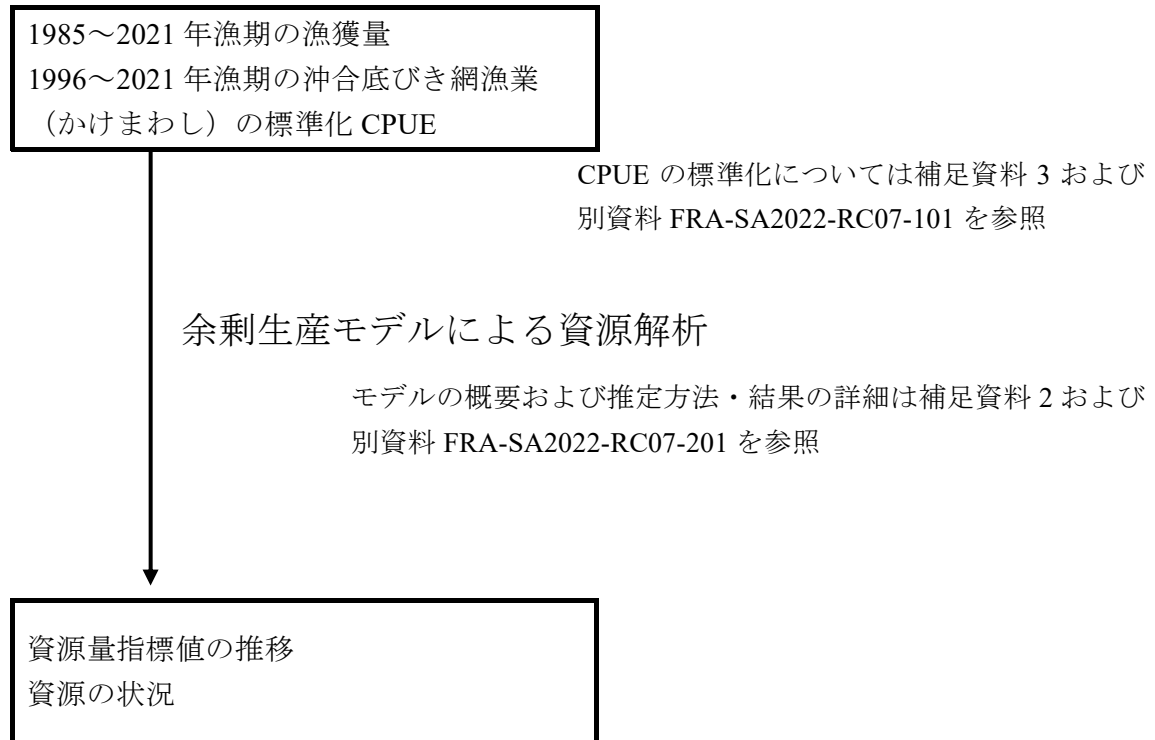 1985～2021 年漁期の漁獲量
1996～2021 年漁期の沖合底びき網漁業
（かけまわし）の標準化 CPUE
CPUE の標準化については補足資料 3 および
別資料 FRA-SA2022-RC07-101 を参照
余剰生産モデルによる資源解析
モデルの概要および推定方法・結果の詳細は補足資料 2 および
別資料 FRA-SA2022-RC07-201 を参照
資源量指標値の推移
資源の状況